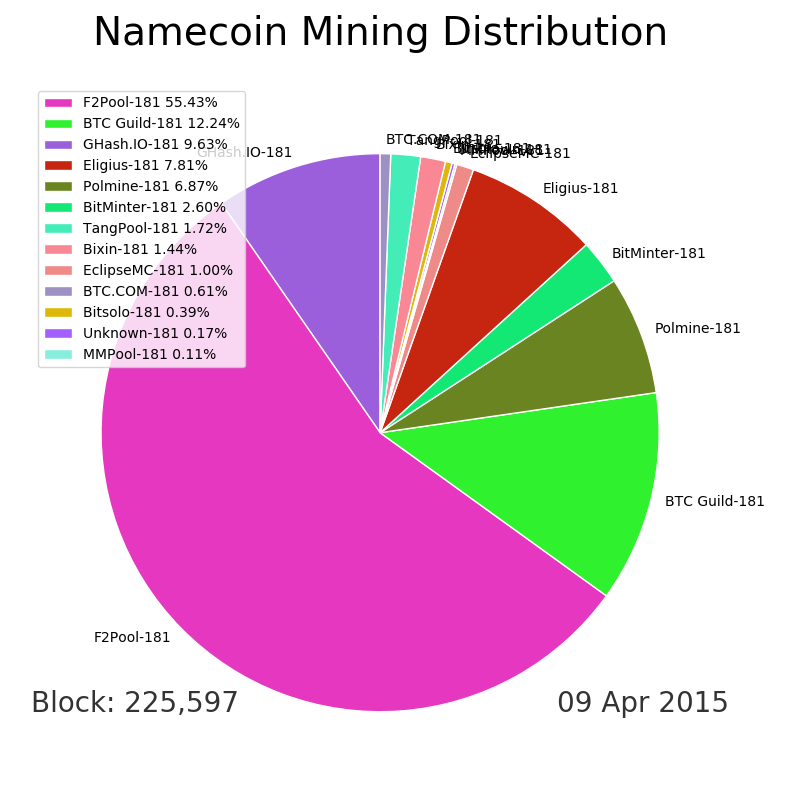 Namecoin Mining Distribution
F2Pool-181 55.43%
BTC Guild-181 12.24%
GHash.IO-181 9.63%
Eligius-181 7.81%
Polmine-181 6.87%
BitMinter-181 2.60%
TangPool-181 1.72%
Bixin-181 1.44%
EclipseMC-181 1.00%
BTC.COM-181 0.61%
Bitsolo-181 0.39%
Unknown-181 0.17%
MMPool-181 0.11%
GHash.IO-181
BTC.COM-181
TangPool-181
EclipseMC-181
Eligius-181
BitMinter-181
Polmine-181
BTC Guild-181
F2Pool-181
Block: 225,597
09 Apr 2015